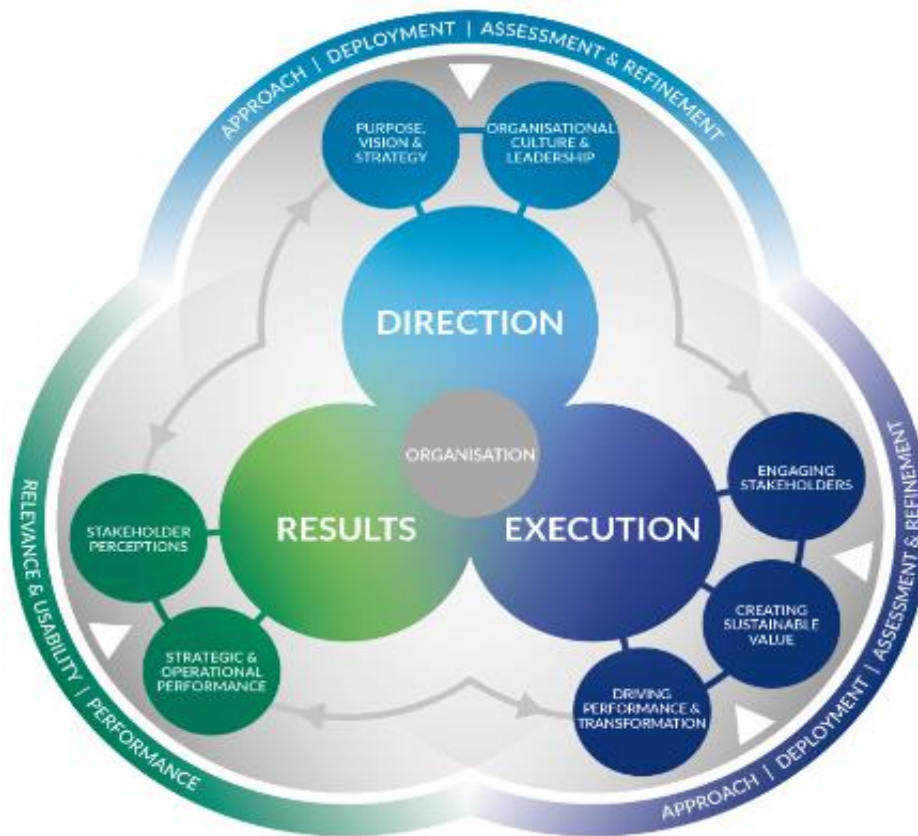 APPROACH | DEPLOYMENT | ASSESSMENT & REFINEMENT
PURPOSE,
VISION &
STRATEGY
ORGANISATIONAL
CULTURE &
LEADERSHIP
DIRECTION
ORGANISATION
RESULTS
EXECUTION
ENGAGING
STAKEHOLDERS
CREATING
SUSTAINABLE
VALUE
DRIVING
PERFORMANCE &
TRANSFORMATION
STAKEHOLDER
PERCEPTIONS
STRATEGIC &
OPERATIONAL
PERFORMANCE
RELEVANCE & USABILITY | PERFORMANCE
APPROACH | DEPLOYMENT | ASSESSMENT & REFINEMENT